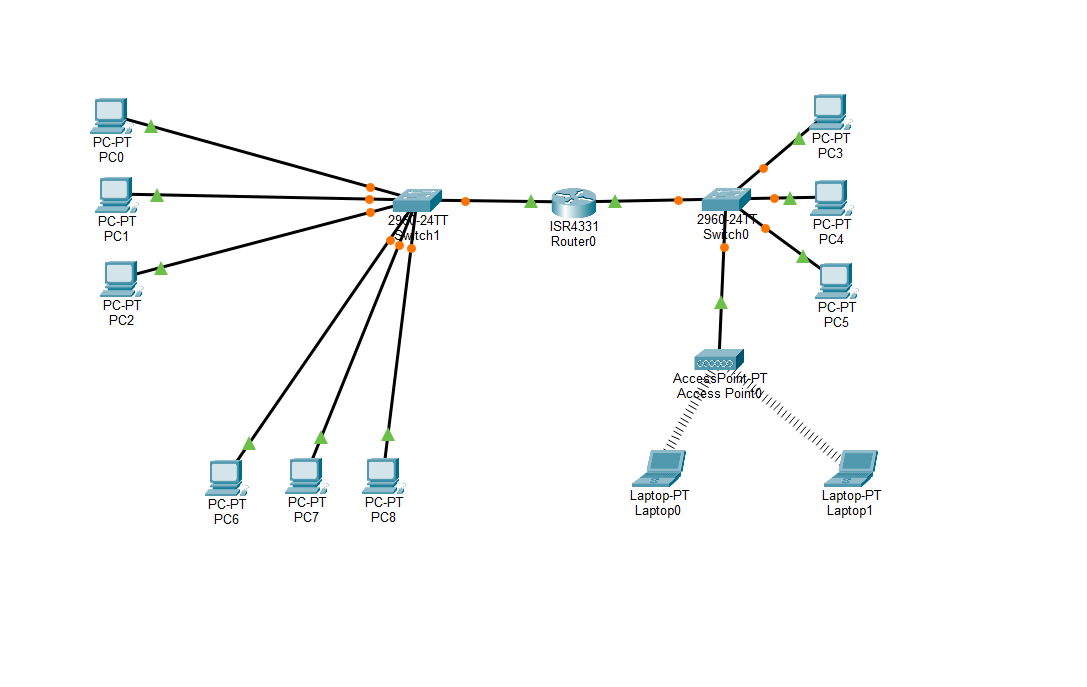 PC-PT
PC0
PC-PT
PC1
PC-PT
PC2
2960-24TT
Switch1
ISR4331
Router0
2960-24TT
Switch0
PC-PT
PC3
PC-PT
PC4
PC-PT
PC5
AccessPoint-PT
Access Point0
PC-PT
PC6
PC-PT
PC7
PC-PT
PC8
Laptop-PT
Laptop0
Laptop-PT
Laptop1